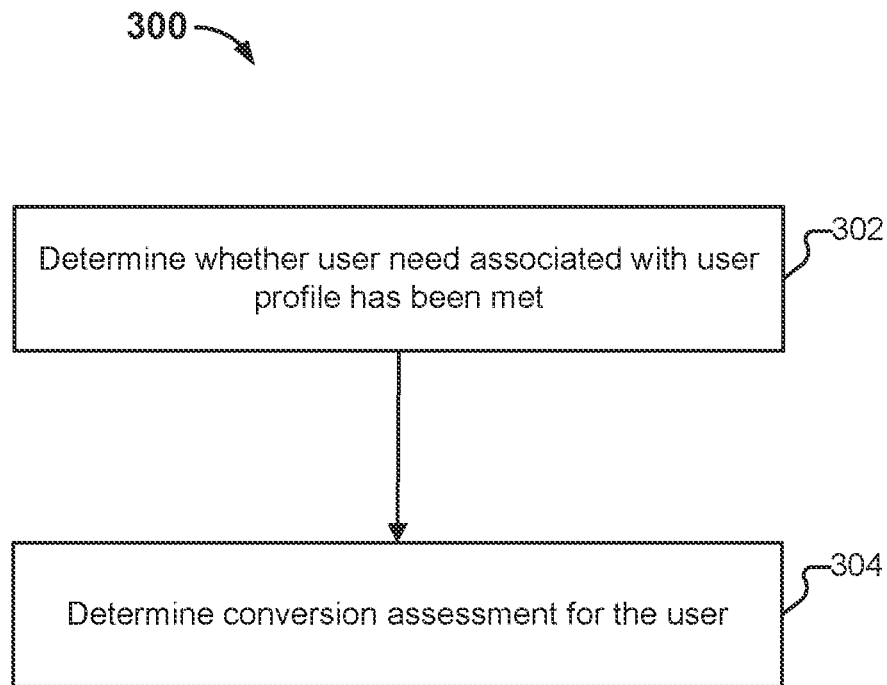 300
Determine whether user need associated with user
profile has been met
302
Determine conversion assessment for the user
304